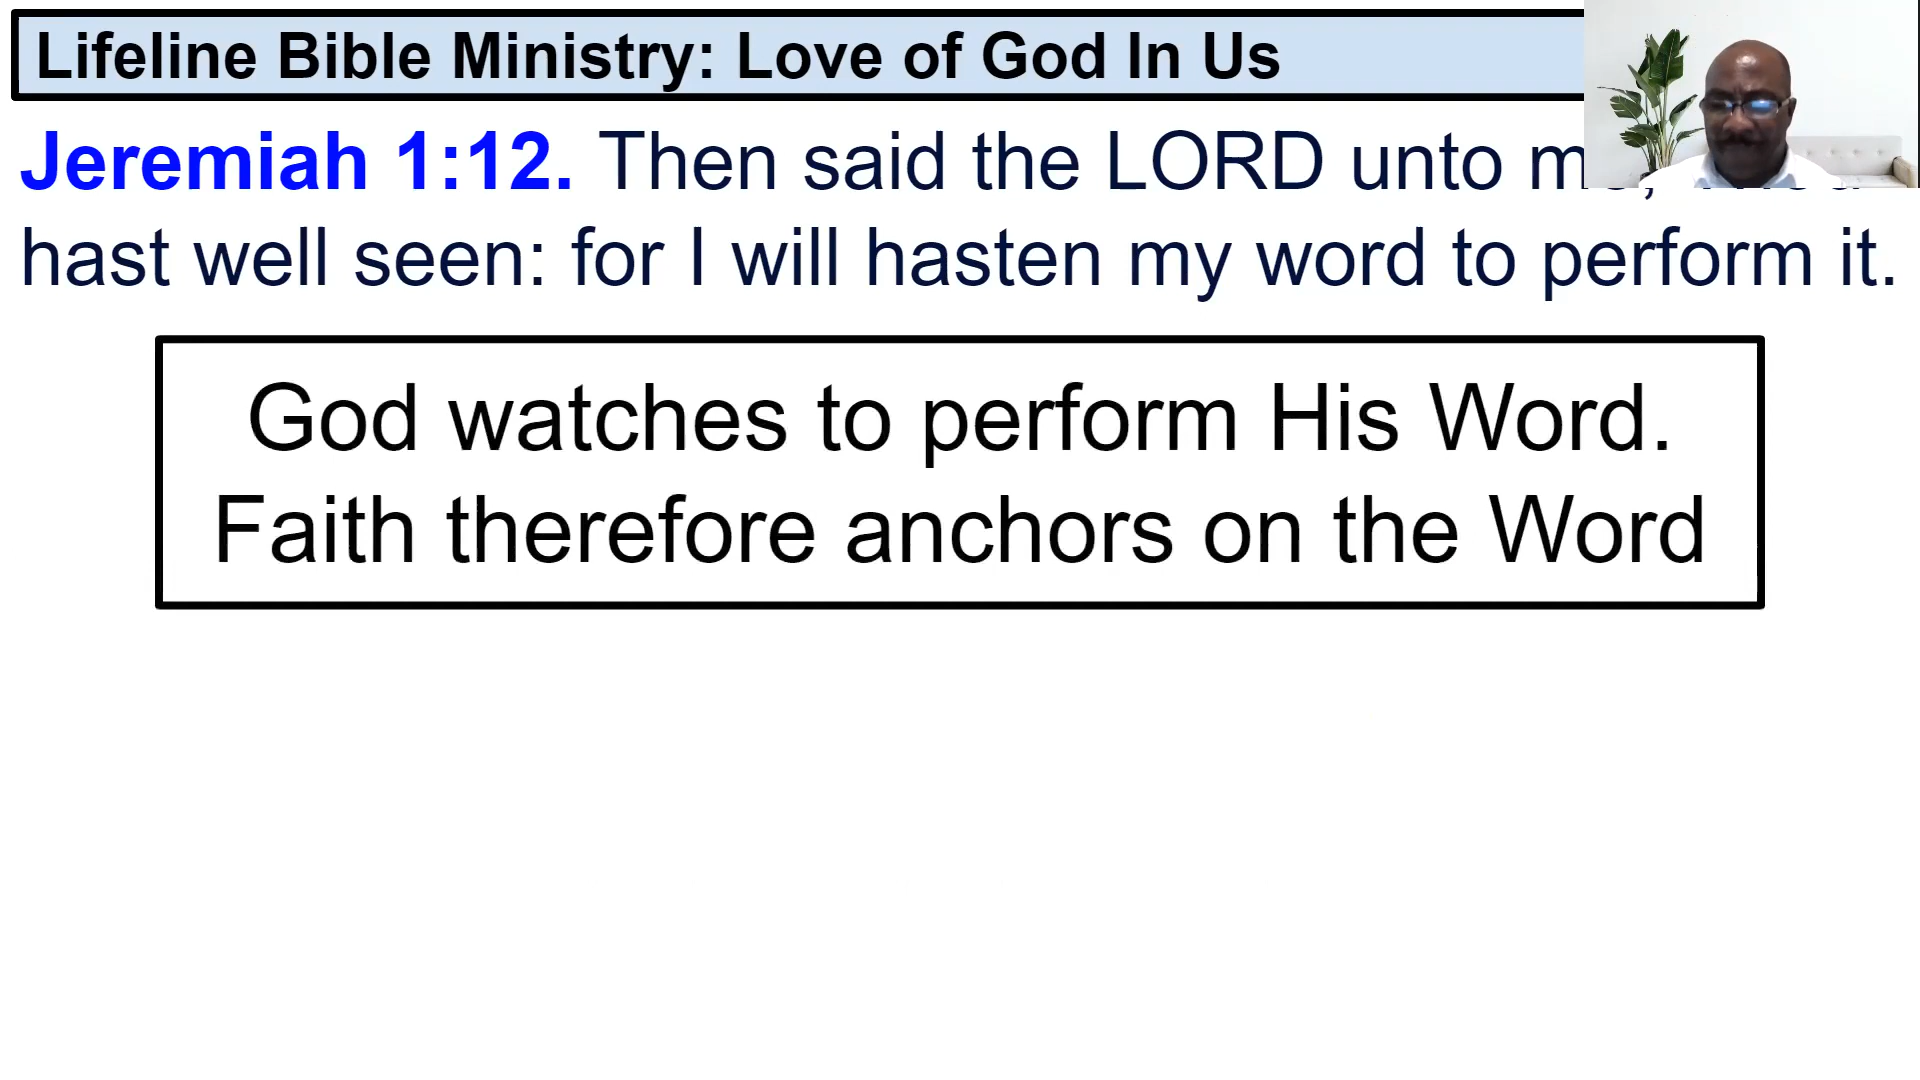 Lifeline Bible Ministry: Love of God In Us
Jeremiah 1:12. Then said the LORD unto
hast well seen: for I will hasten my word to perform it.
God watches to perform His Word.
Faith therefore anchors on the Word